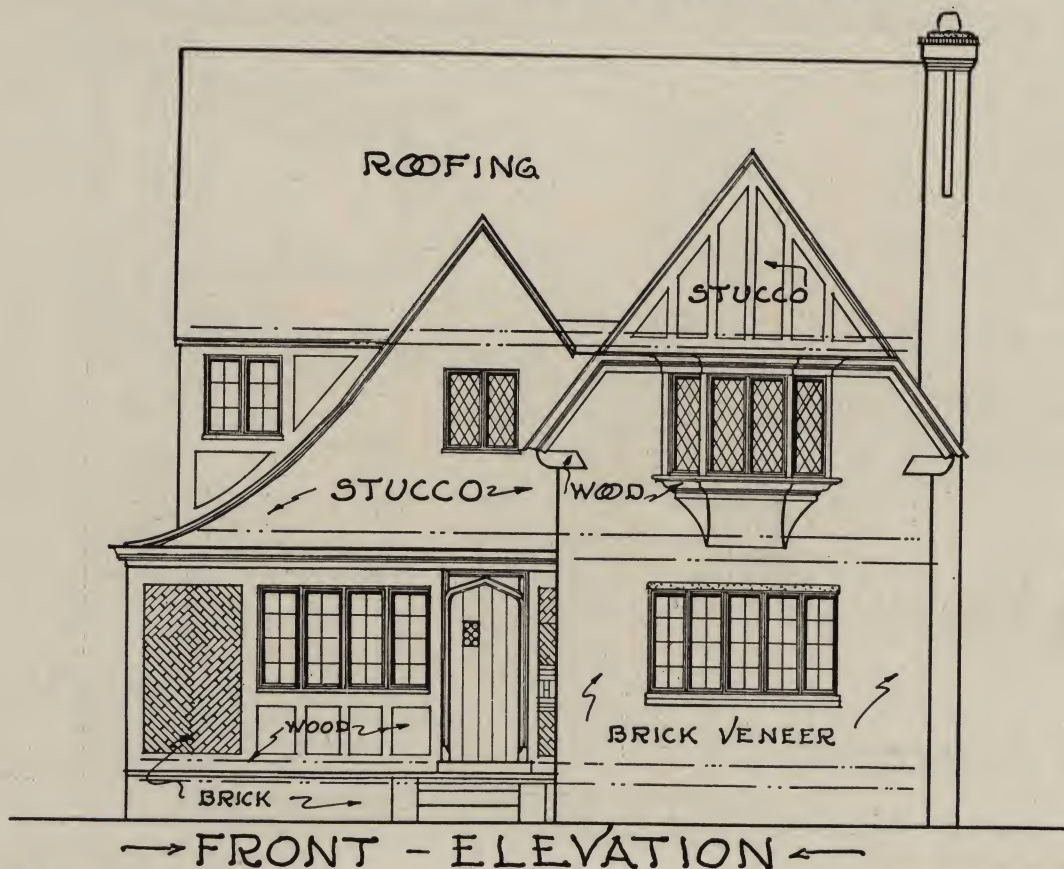 ROOFING
STUCCO
STUCCO
WOOD
WOOD
BRICK VENEER
BRICK
FRONT - ELEVATION